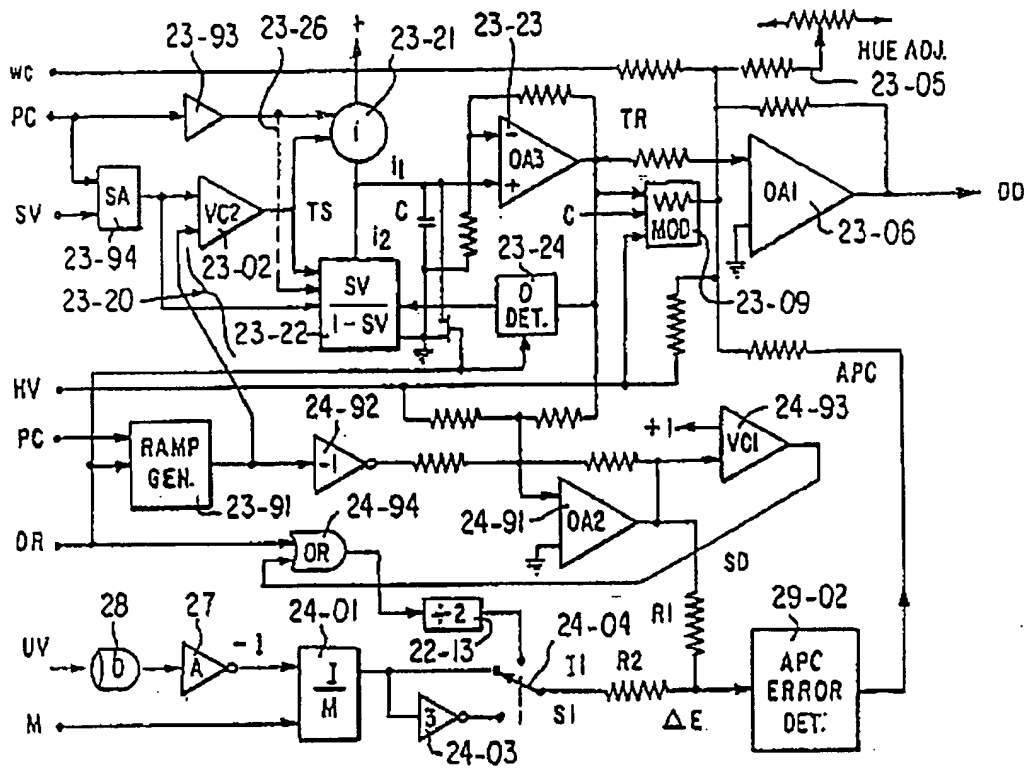 23-93
23-26
+
23-21
23-23
HUE ADJ.
23-05
WC
PC
i
TR
-
OA3
+
OA1
DD
23-06
SA
SV
23-94
VC2
23-02
TS
i1
C
i2
C
MOD
23-09
23-20
23-22
SV
1-SV
23-24
0
DET.
HV
APC
24-92
24-93
+1
VC1
PC
RAMP
GEN.
-1
23-91
24-94
24-91
OA2
OR
OR
SD
28
27
24-01
÷2
22-13
24-04
R1
29-02
UV
10
A
-1
I
M
I1
S1
R2
ΔE
APC
ERROR
DET.
M
3
24-03